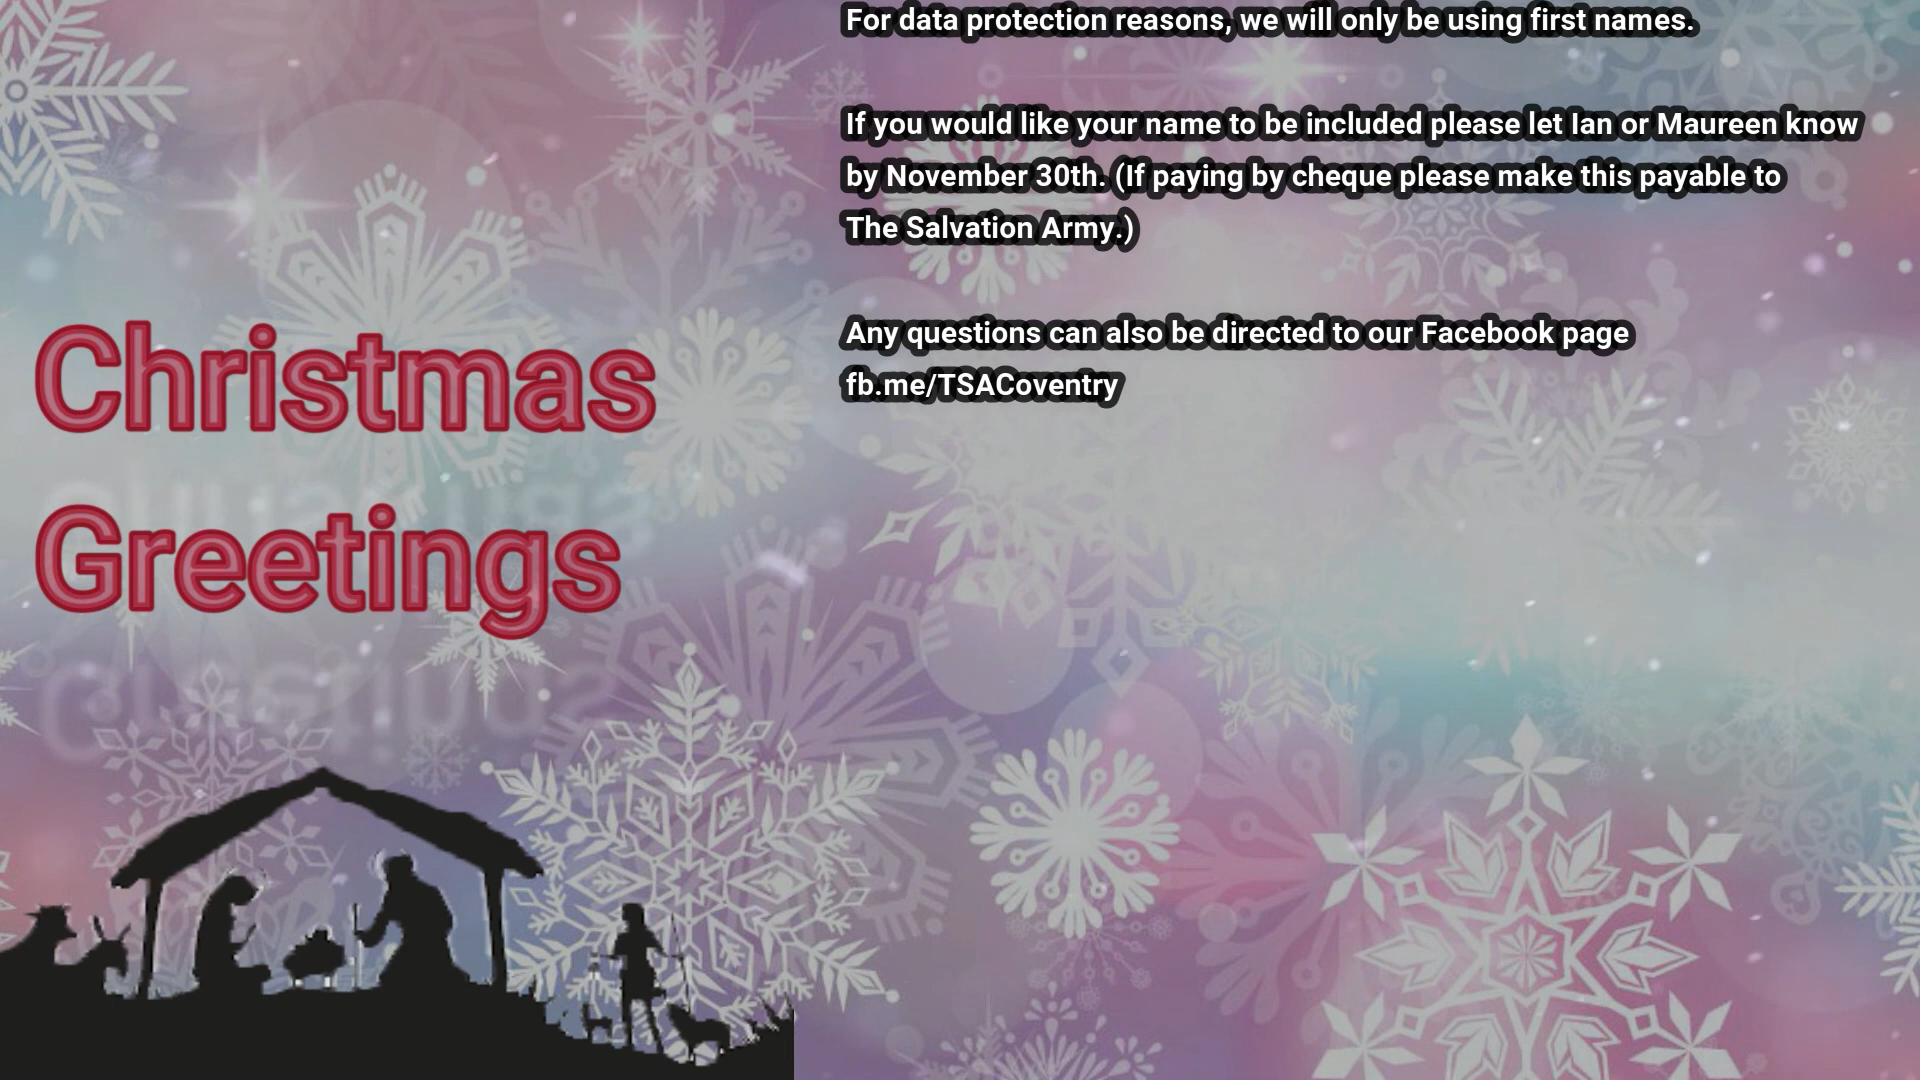 Christmas
Greetings
For data protection reasons, we will only be using first names.
If you would like your name to be included please let Ian or Maureen know
by November 30th. (If paying by cheque please make this payable to
The Salvation Army.)
Any questions can also be directed to our Facebook page
fb.me/TSACoventry